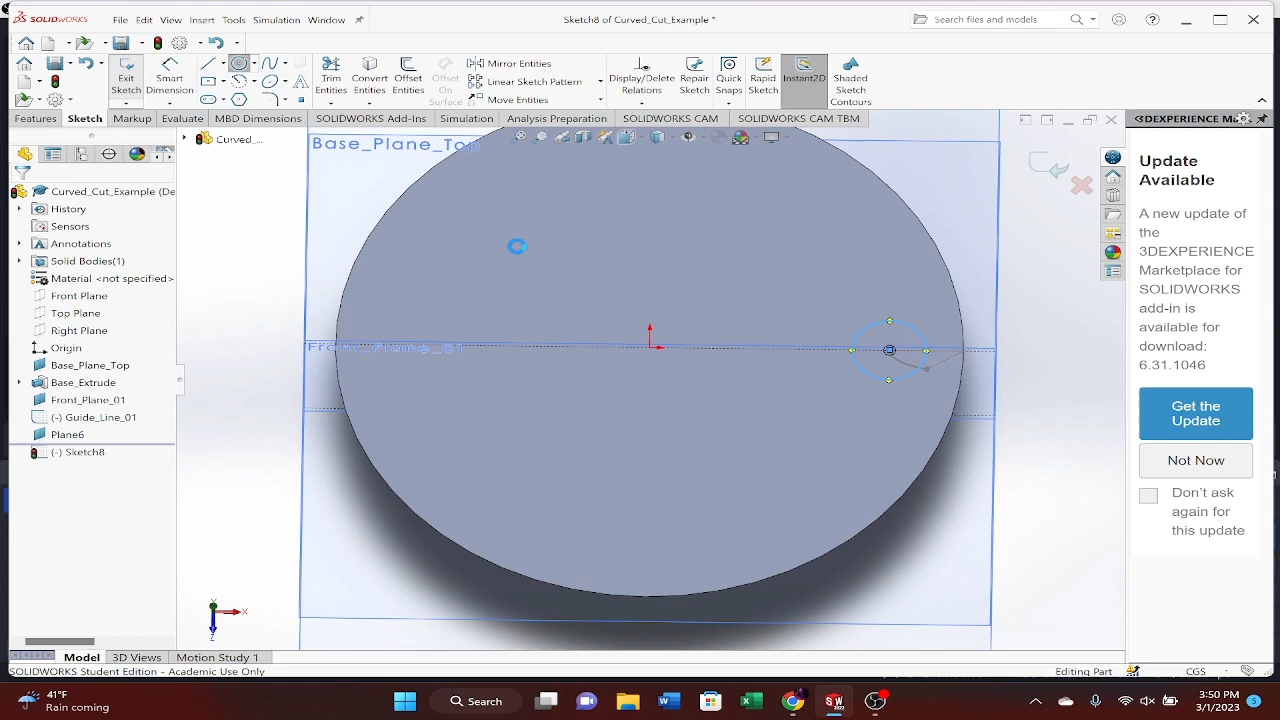 SOLIDWORKS File Edit View Insert Tools Simulation Window Sketch8 of Curved_Cut_Example * Search files and models
Exit Sketch Smart Dimension Trim Entities Convert Entities Offset Entities Offset On Surface Mirror Entities Linear Sketch Pattern Move Entities Display/Delete Relations Repair Sketch Quick Snaps Rapid Sketch Instant2D Shaded Sketch Contours
Features Sketch Markup Evaluate MBD Dimensions SOLIDWORKS Add-Ins Simulation Analysis Preparation SOLIDWORKS CAM SOLIDWORKS CAM TBM
Curved_...
Base_Plane_Top
Front_Plane_01
Curved_Cut_Example (De
History
Sensors
Annotations
Solid Bodies(1)
Material <not specified>
Front Plane
Top Plane
Right Plane
Origin
Base_Plane_Top
Base_Extrude
Front_Plane_01
(-) Guide_Line_01
Plane6
(-) Sketch8
X
Z
3DEXPERIENCE M
Update
Available
A new update of
the
3DEXPERIENCE
Marketplace for
SOLIDWORKS
add-in is
available for
download:
6.31.1046
Get the
Update
Not Now
Don't ask
again for
this update
Model 3D Views Motion Study 1
SOLIDWORKS Student Edition - Academic Use Only Editing Part CGS
41°F
Rain coming
Search
3:50 PM
3/1/2023
5